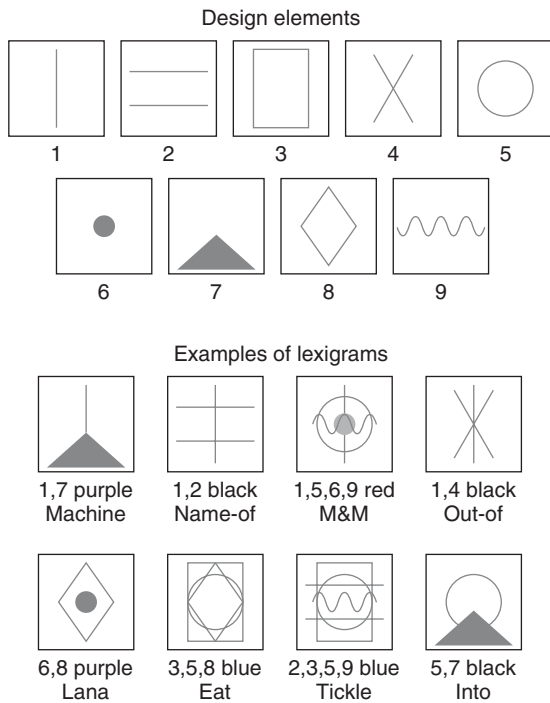 Design elements
1 2 3 4 5
6 7 8 9
Examples of lexigrams
1,7 purple 1,2 black 1,5,6,9 red 1,4 black
Machine Name-of M&M Out-of
6,8 purple 3,5,8 blue 2,3,5,9 blue 5,7 black
Lana Eat Tickle Into